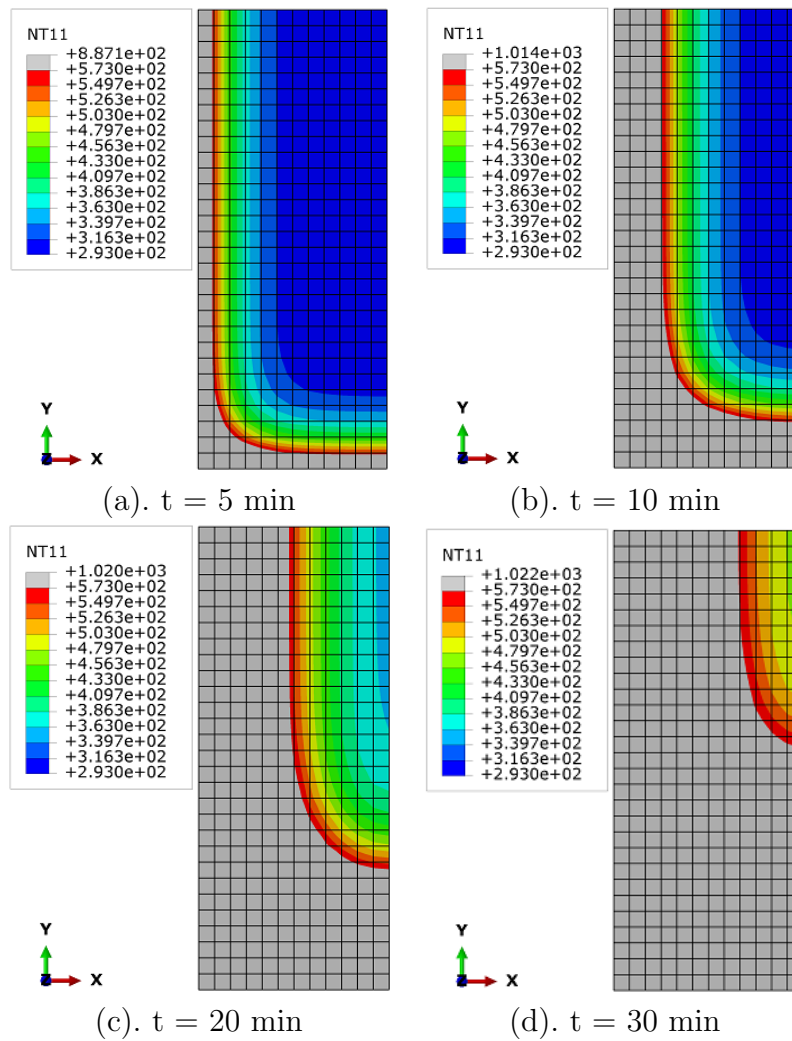 NT11
+8.871e+02
+5.730e+02
+5.497e+02
+5.263e+02
+5.030e+02
+4.797e+02
+4.563e+02
+4.330e+02
+4.097e+02
+3.863e+02
+3.630e+02
+3.397e+02
+3.163e+02
+2.930e+02
Y
Z
X
(a). t = 5 min
NT11
+1.014e+03
+5.730e+02
+5.497e+02
+5.263e+02
+5.030e+02
+4.797e+02
+4.563e+02
+4.330e+02
+4.097e+02
+3.863e+02
+3.630e+02
+3.397e+02
+3.163e+02
+2.930e+02
Y
Z
X
(b). t = 10 min
NT11
+1.020e+03
+5.730e+02
+5.497e+02
+5.263e+02
+5.030e+02
+4.797e+02
+4.563e+02
+4.330e+02
+4.097e+02
+3.863e+02
+3.630e+02
+3.397e+02
+3.163e+02
+2.930e+02
Y
Z
X
(c). t = 20 min
NT11
+1.022e+03
+5.730e+02
+5.497e+02
+5.263e+02
+5.030e+02
+4.797e+02
+4.563e+02
+4.330e+02
+4.097e+02
+3.863e+02
+3.630e+02
+3.397e+02
+3.163e+02
+2.930e+02
Y
Z
X
(d). t = 30 min